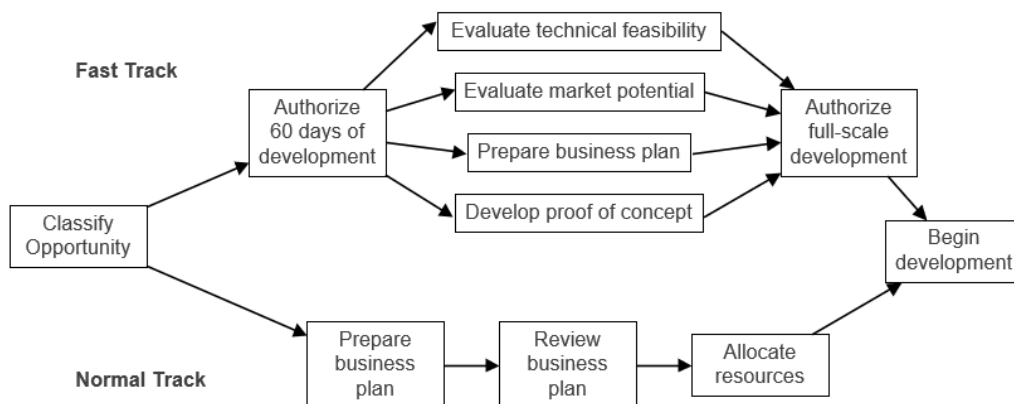 Evaluate technical feasibility
Fast Track
Evaluate market potential
Authorize
60 days of
development
Authorize
full-scale
development
Prepare business plan
Develop proof of concept
Classify
Opportunity
Begin
development
Prepare
business
plan
Review
business
plan
Allocate
resources
Normal Track